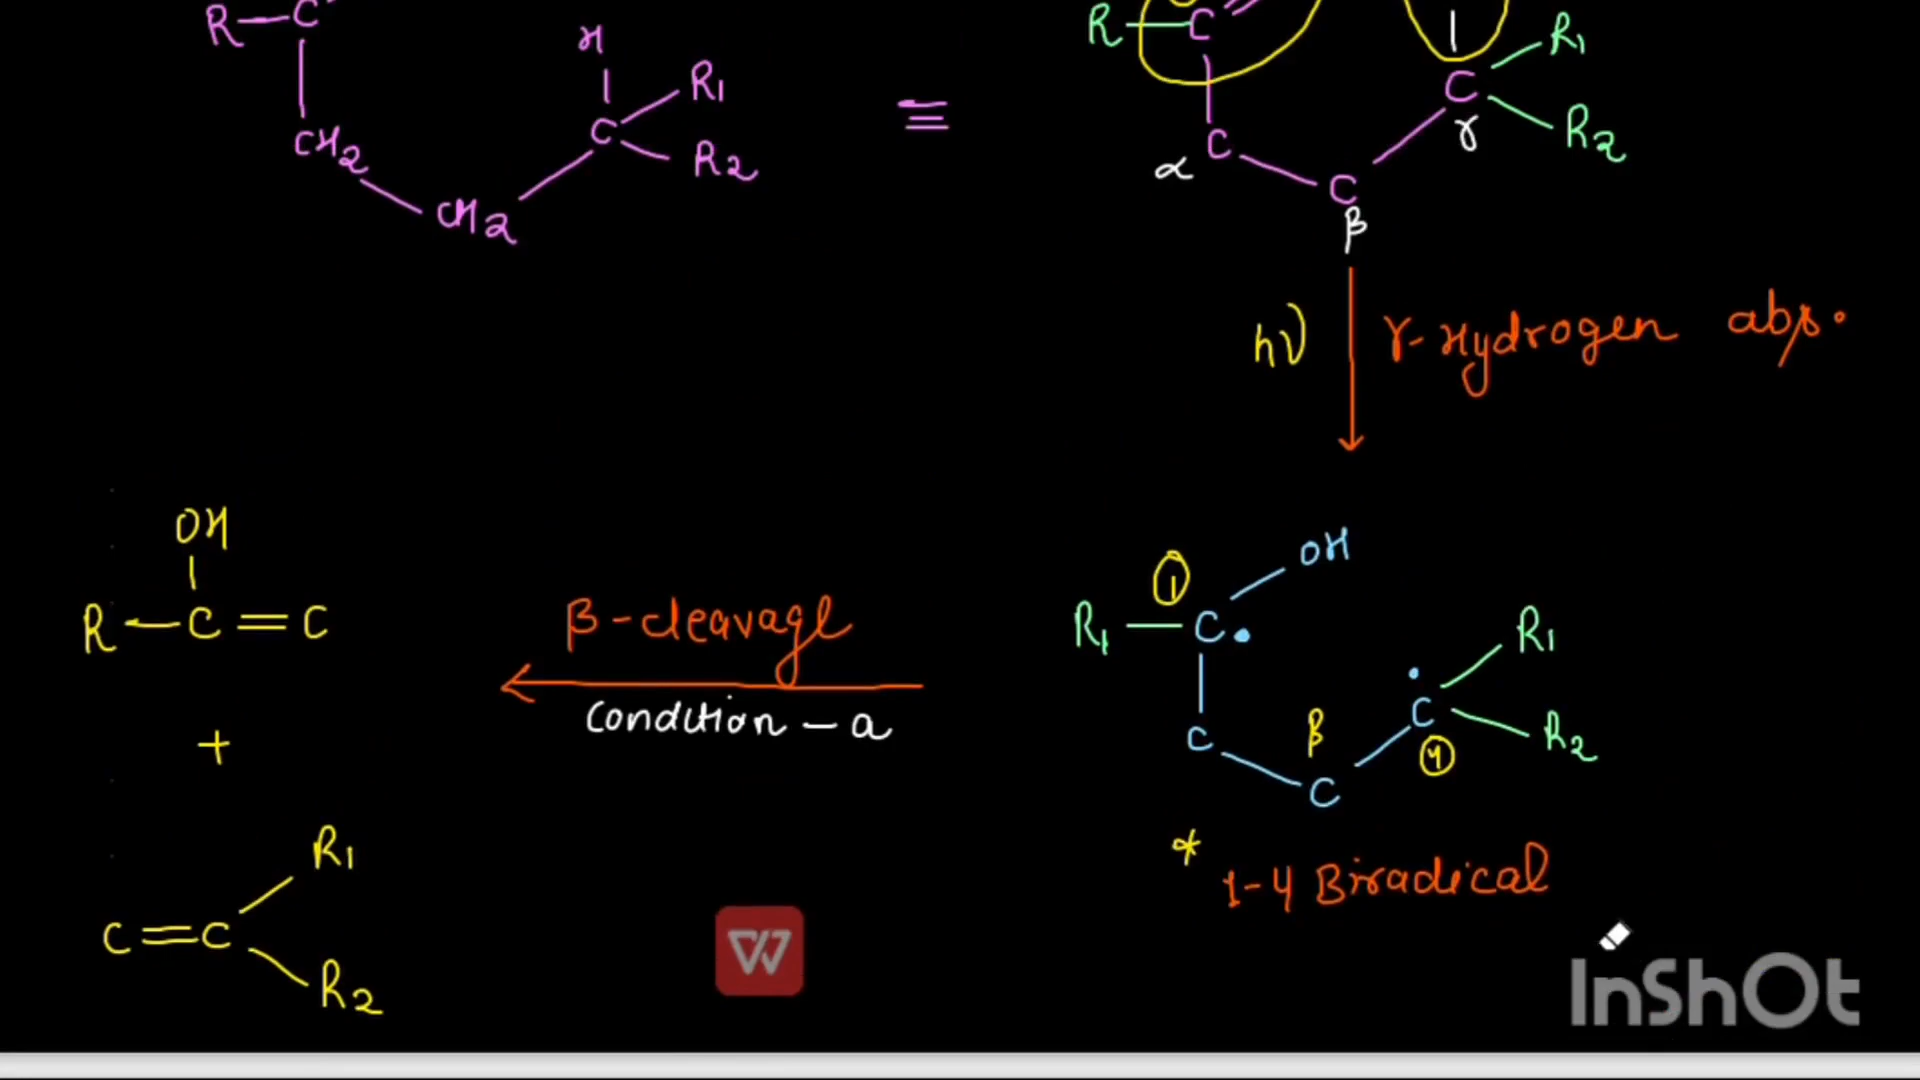 R—C
H
R1
C
R2
CH2
CH2
≡
R—C
R1
C
R2
γ
C
α
C
β
hν
γ-Hydrogen abs.
OH
R—C=C
+
R1
C=C
R2
β-cleavage
Condition - a
①
OH
R1—C•
•
R1
C
R2
④
C
β
C
* 1-4 Biradical
W
InShOt